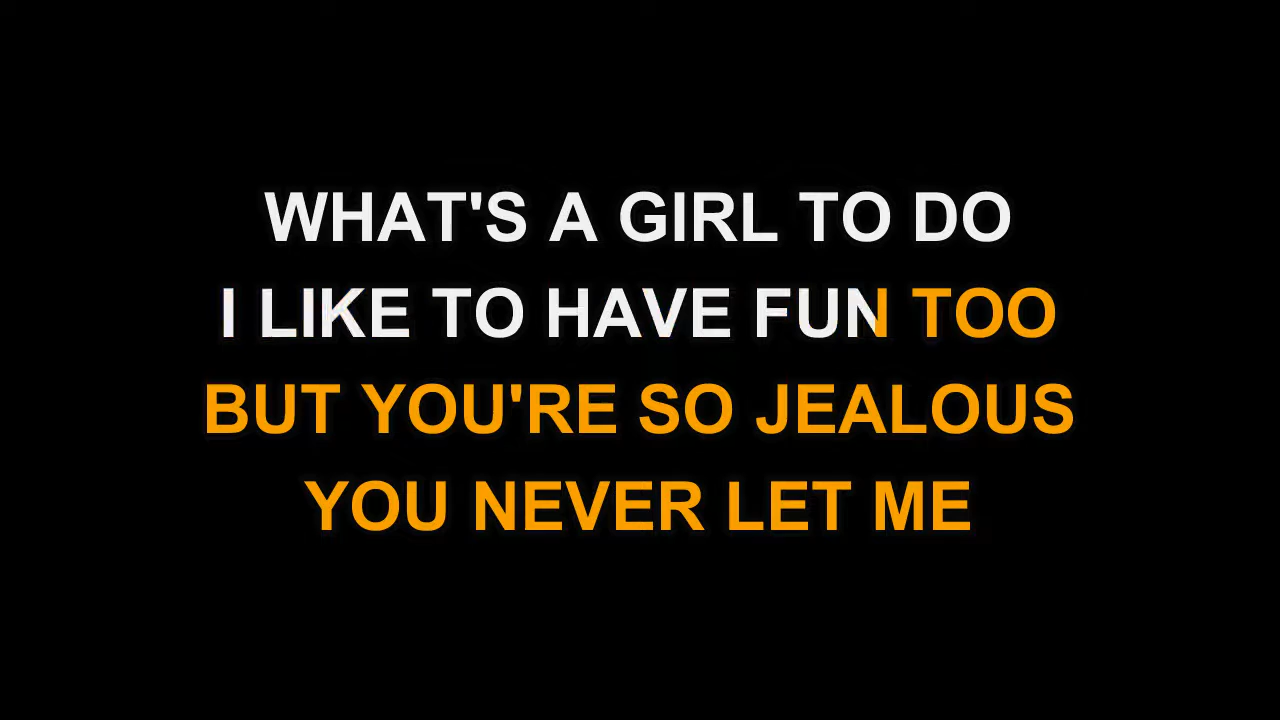 WHAT'S A GIRL TO DO
I LIKE TO HAVE FUN TOO
BUT YOU'RE SO JEALOUS
YOU NEVER LET ME